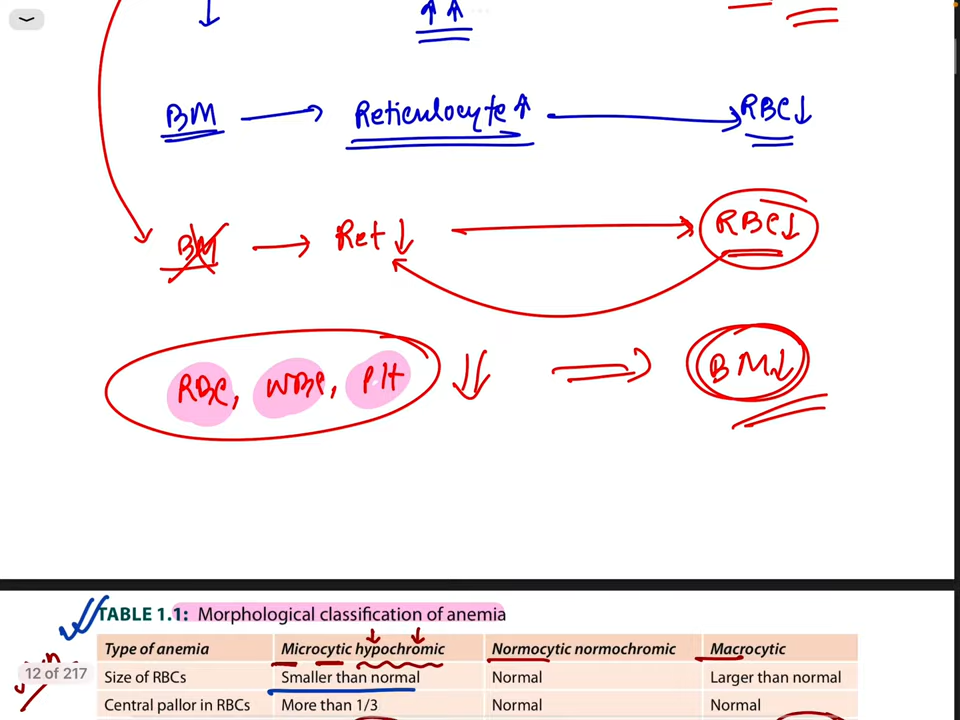 ↓ ↑↑
BM → Reticulocyte↑ → RBC↓
BM → Ret↓ → RBC↓
RBC, WBC, Plt ↓↓ ⇒ BM↓
TABLE 1.1: Morphological classification of anemia
Type of anemia Microcytic hypochromic Normocytic normochromic Macrocytic
Size of RBCs Smaller than normal Normal Larger than normal
12 of 217
Central pallor in RBCs More than 1/3 Normal Normal